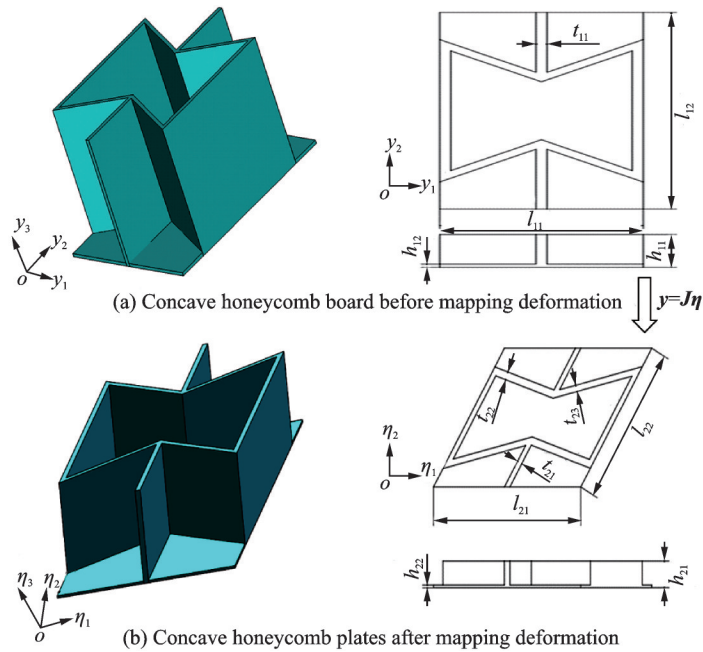 t₁₁
l₁₂
y₂
o
y₁
l₁₁
y₃
y₂
o
y₁
h₁₂
h₁₁
(a) Concave honeycomb board before mapping deformation
y=Jη
t₂₂
t₂₃
l₂₂
η₂
o
η₁
t₂₁
l₂₁
η₃
η₂
o
η₁
h₂₂
h₂₁
(b) Concave honeycomb plates after mapping deformation